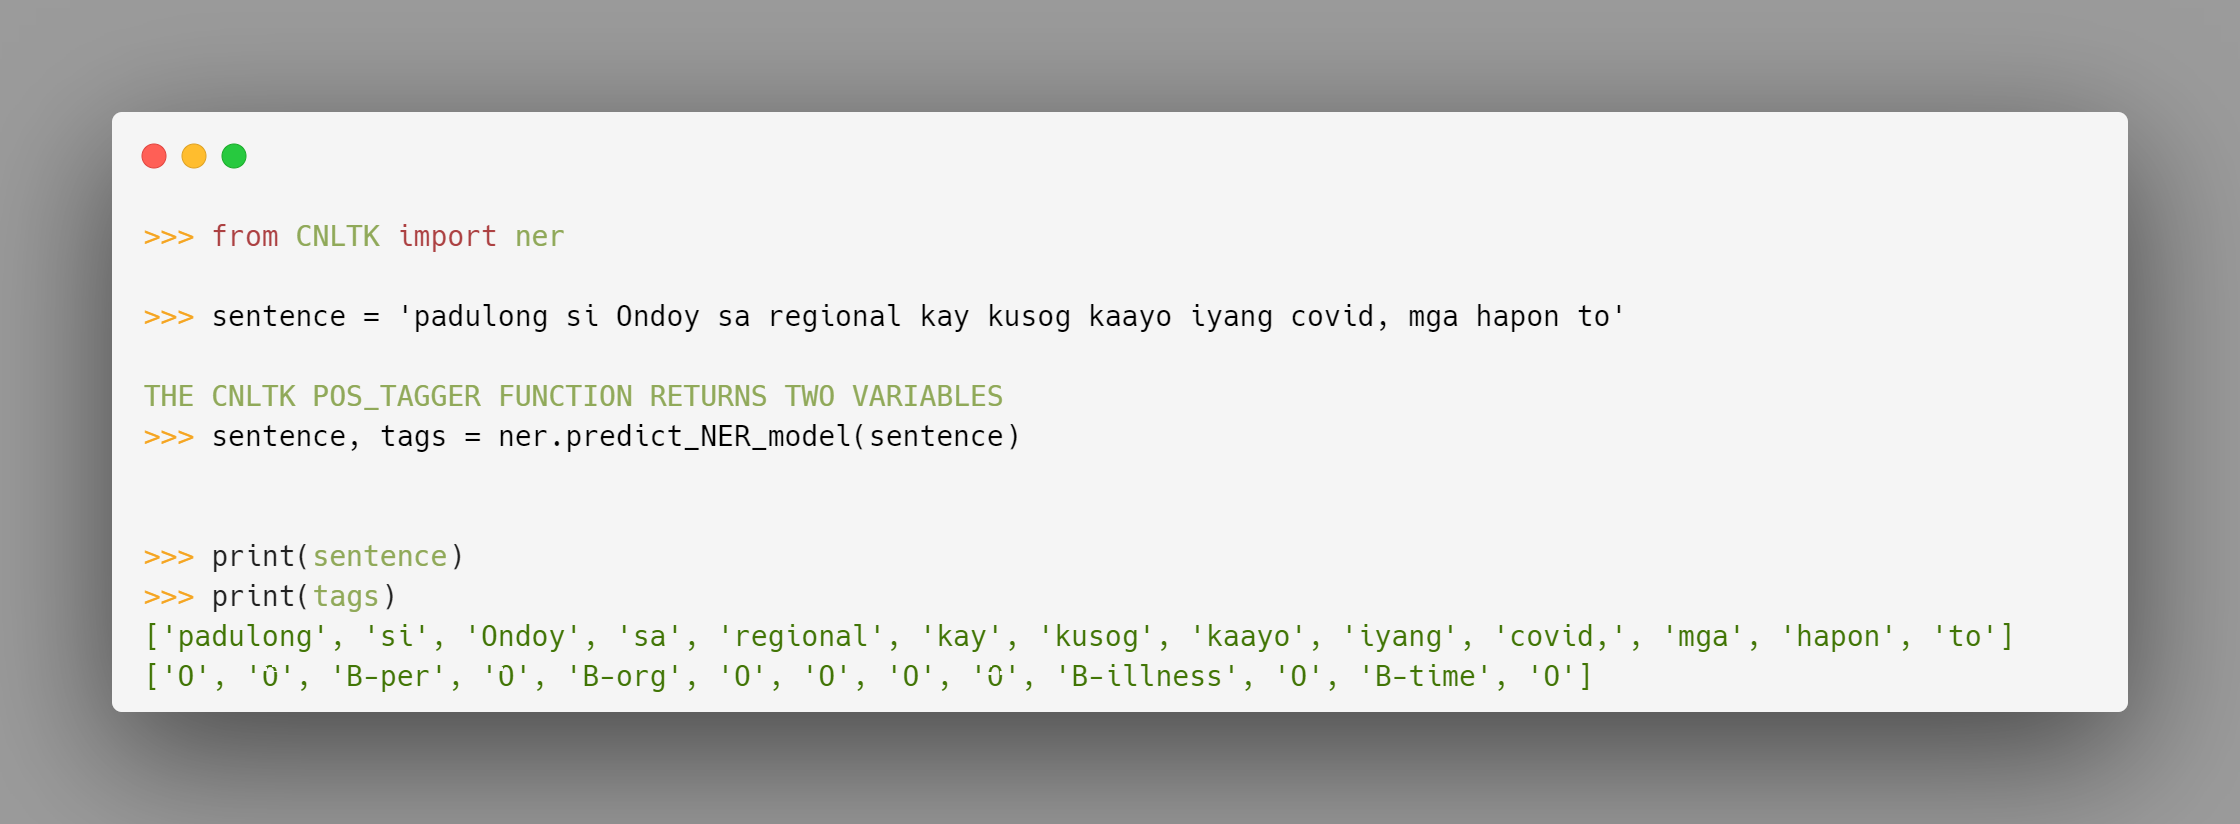 >>> from CNLTK import ner
>>> sentence = 'padulong si Ondoy sa regional kay kusog kaayo iyang covid, mga hapon to'
THE CNLTK POS_TAGGER FUNCTION RETURNS TWO VARIABLES
>>> sentence, tags = ner.predict_NER_model(sentence)
>>> print(sentence)
>>> print(tags)
['padulong', 'si', 'Ondoy', 'sa', 'regional', 'kay', 'kusog', 'kaayo', 'iyang', 'covid,', 'mga', 'hapon', 'to']
['O', 'O', 'B-per', 'O', 'B-org', 'O', 'O', 'O', 'O', 'B-illness', 'O', 'B-time', 'O']